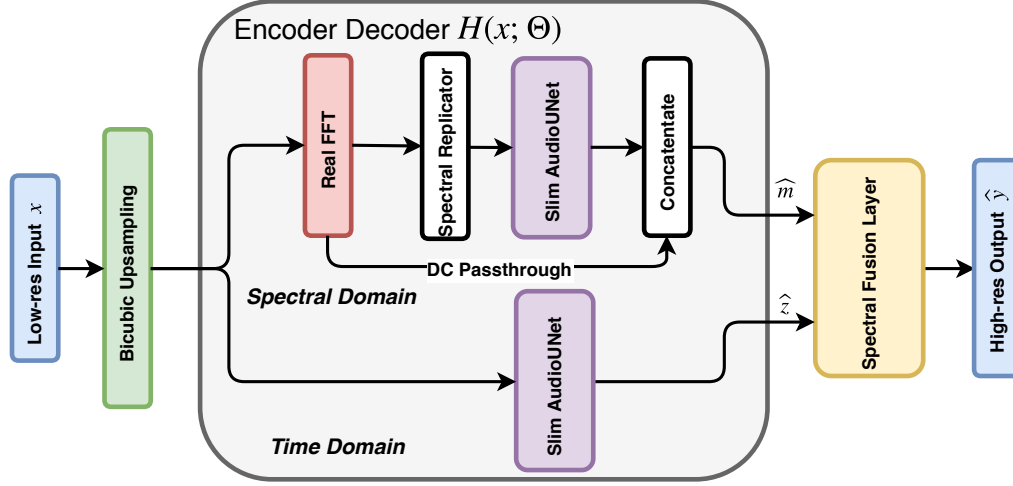 Encoder Decoder H(x; Θ)
Low-res Input x
Bicubic Upsampling
Real FFT
Spectral Replicator
Slim AudioUNet
Concatentate
DC Passthrough
Spectral Domain
Slim AudioUNet
Time Domain
m̂
ẑ
Spectral Fusion Layer
High-res Output ŷ